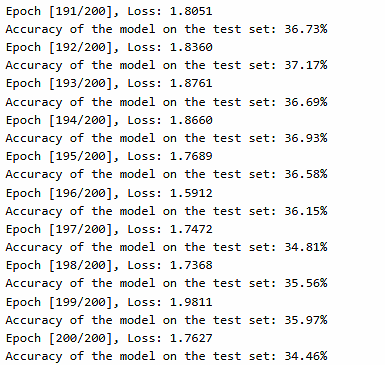 Epoch [191/200], Loss: 1.8051
Accuracy of the model on the test set: 36.73%
Epoch [192/200], Loss: 1.8360
Accuracy of the model on the test set: 37.17%
Epoch [193/200], Loss: 1.8761
Accuracy of the model on the test set: 36.69%
Epoch [194/200], Loss: 1.8660
Accuracy of the model on the test set: 36.93%
Epoch [195/200], Loss: 1.7689
Accuracy of the model on the test set: 36.58%
Epoch [196/200], Loss: 1.5912
Accuracy of the model on the test set: 36.15%
Epoch [197/200], Loss: 1.7472
Accuracy of the model on the test set: 34.81%
Epoch [198/200], Loss: 1.7368
Accuracy of the model on the test set: 35.56%
Epoch [199/200], Loss: 1.9811
Accuracy of the model on the test set: 35.97%
Epoch [200/200], Loss: 1.7627
Accuracy of the model on the test set: 34.46%